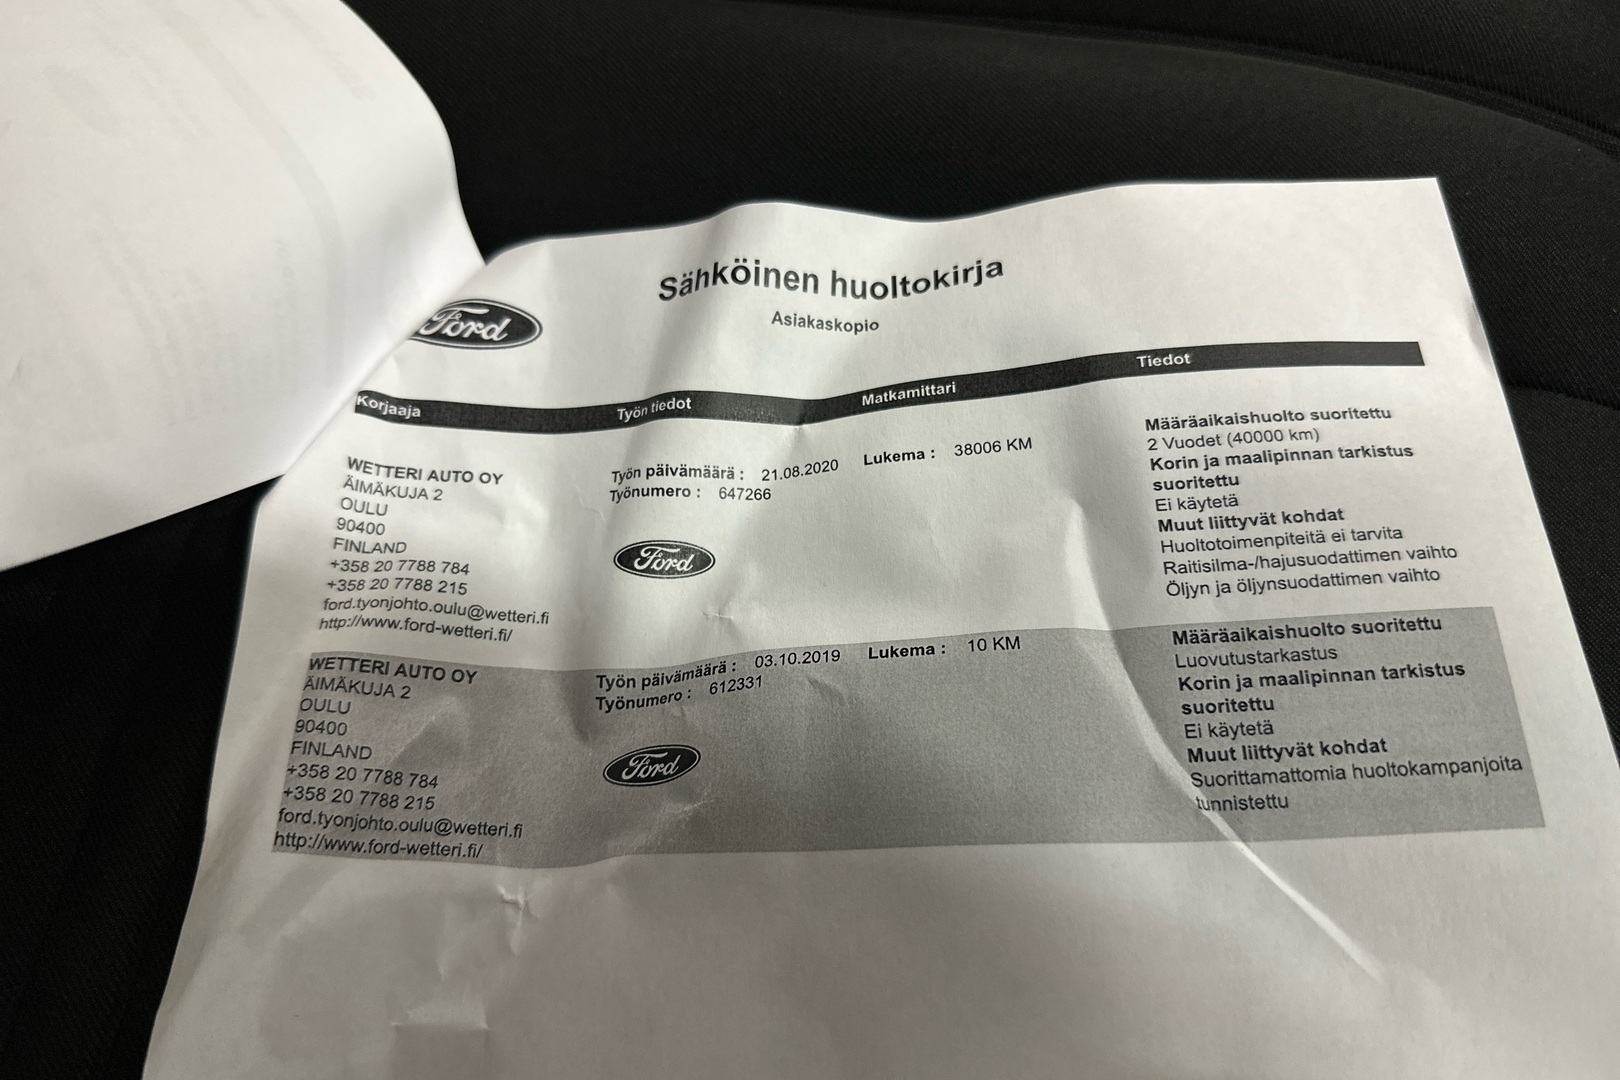 Sähköinen huoltokirja
Ford
Asiakaskopio
Korjaaja Työn tiedot Matkamittari Tiedot
WETTERI AUTO OY
ÄIMÄKUJA 2
OULU
90400
FINLAND
+358 20 7788 784
+358 20 7788 215
ford.tyonjohto.oulu@wetteri.fi
http://www.ford-wetteri.fi/
Työn päivämäärä : 21.08.2020
Työnumero : 647266
Ford
Lukema : 38006 KM
Määräaikaishuolto suoritettu
2 Vuodet (40000 km)
Korin ja maalipinnan tarkistus
suoritettu
Ei käytetä
Muut liittyvät kohdat
Huoltotoimenpiteitä ei tarvita
Raitisilma-/hajusuodattimen vaihto
Öljyn ja öljynsuodattimen vaihto
WETTERI AUTO OY
ÄIMÄKUJA 2
OULU
90400
FINLAND
+358 20 7788 784
+358 20 7788 215
ford.tyonjohto.oulu@wetteri.fi
http://www.ford-wetteri.fi/
Työn päivämäärä : 03.10.2019
Työnumero : 612331
Ford
Lukema : 10 KM
Määräaikaishuolto suoritettu
Luovutustarkastus
Korin ja maalipinnan tarkistus
suoritettu
Ei käytetä
Muut liittyvät kohdat
Suorittamattomia huoltokampanjoita
tunnistettu